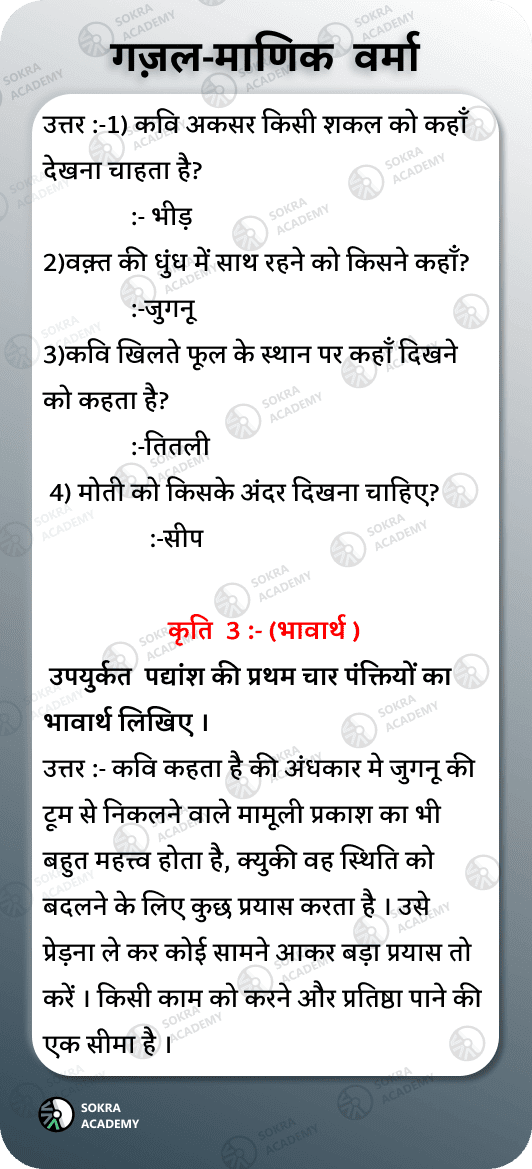 गज़ल-माणिक वर्मा
उत्तर :-1) कवि अकसर किसी शकल को कहाँ
देखना चाहता है?
:- भीड़
2)वक़्त की धुंध में साथ रहने को किसने कहाँ?
:-जुगनू
3)कवि खिलते फूल के स्थान पर कहाँ दिखने
को कहता है?
:-तितली
4) मोती को किसके अंदर दिखना चाहिए?
:-सीप
कृति 3 :- (भावार्थ )
उपयुर्कत पद्यांश की प्रथम चार पंक्तियों का
भावार्थ लिखिए ।
उत्तर :- कवि कहता है की अंधकार मे जुगनू की
टूम से निकलने वाले मामूली प्रकाश का भी
बहुत महत्त्व होता है, क्युकी वह स्थिति को
बदलने के लिए कुछ प्रयास करता है । उसे
प्रेड़ना ले कर कोई सामने आकर बड़ा प्रयास तो
करें । किसी काम को करने और प्रतिष्ठा पाने की
एक सीमा है ।
SOKRA
ACADEMY